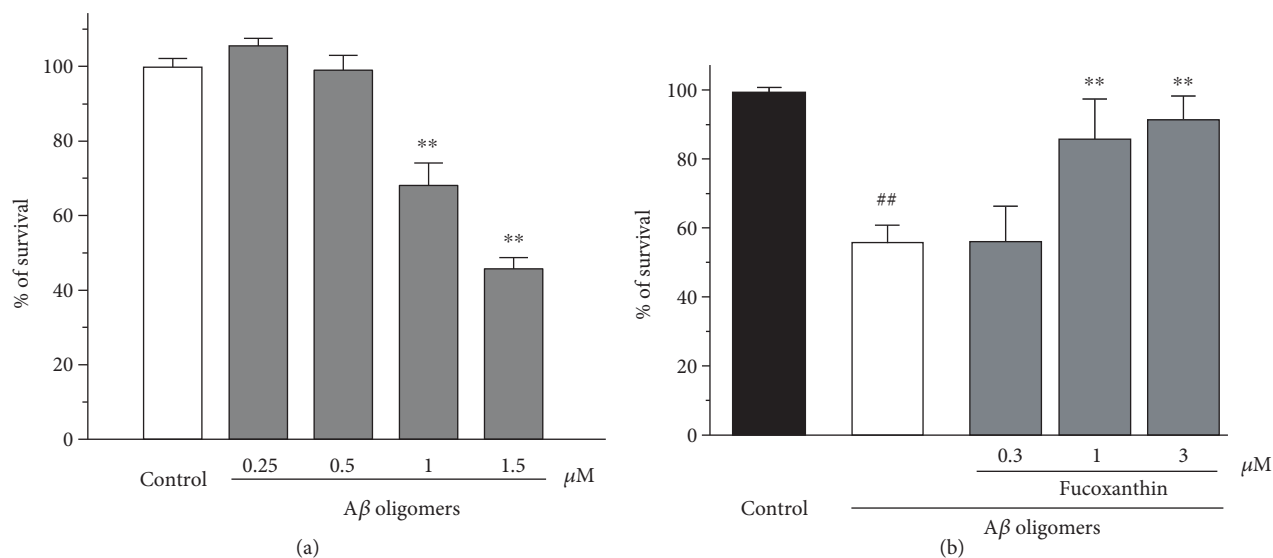 % of survival
100
80
60
40
20
0
**
**
Control
0.25 0.5 1 1.5 μM
Aβ oligomers
(a)
% of survival
100
80
60
40
20
0
##
**
**
0.3 1 3 μM
Fucoxanthin
Control
Aβ oligomers
(b)